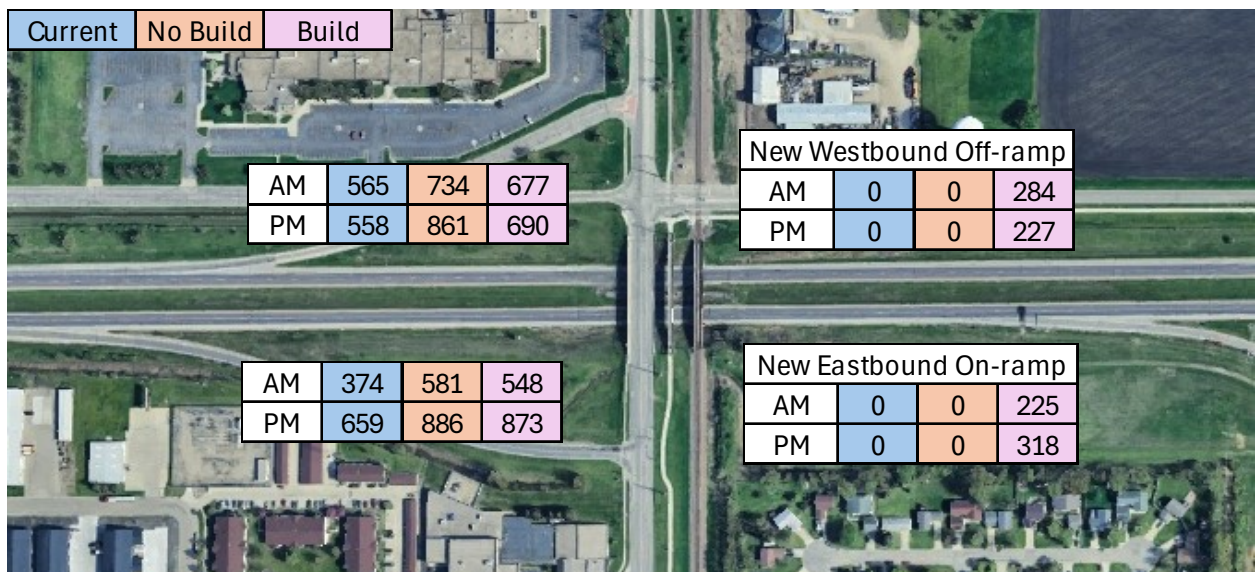 Current No Build Build
New Westbound Off-ramp
AM 565 734 677
AM 0 0 284
PM 558 861 690
PM 0 0 227
New Eastbound On-ramp
AM 374 581 548
AM 0 0 225
PM 659 886 873
PM 0 0 318